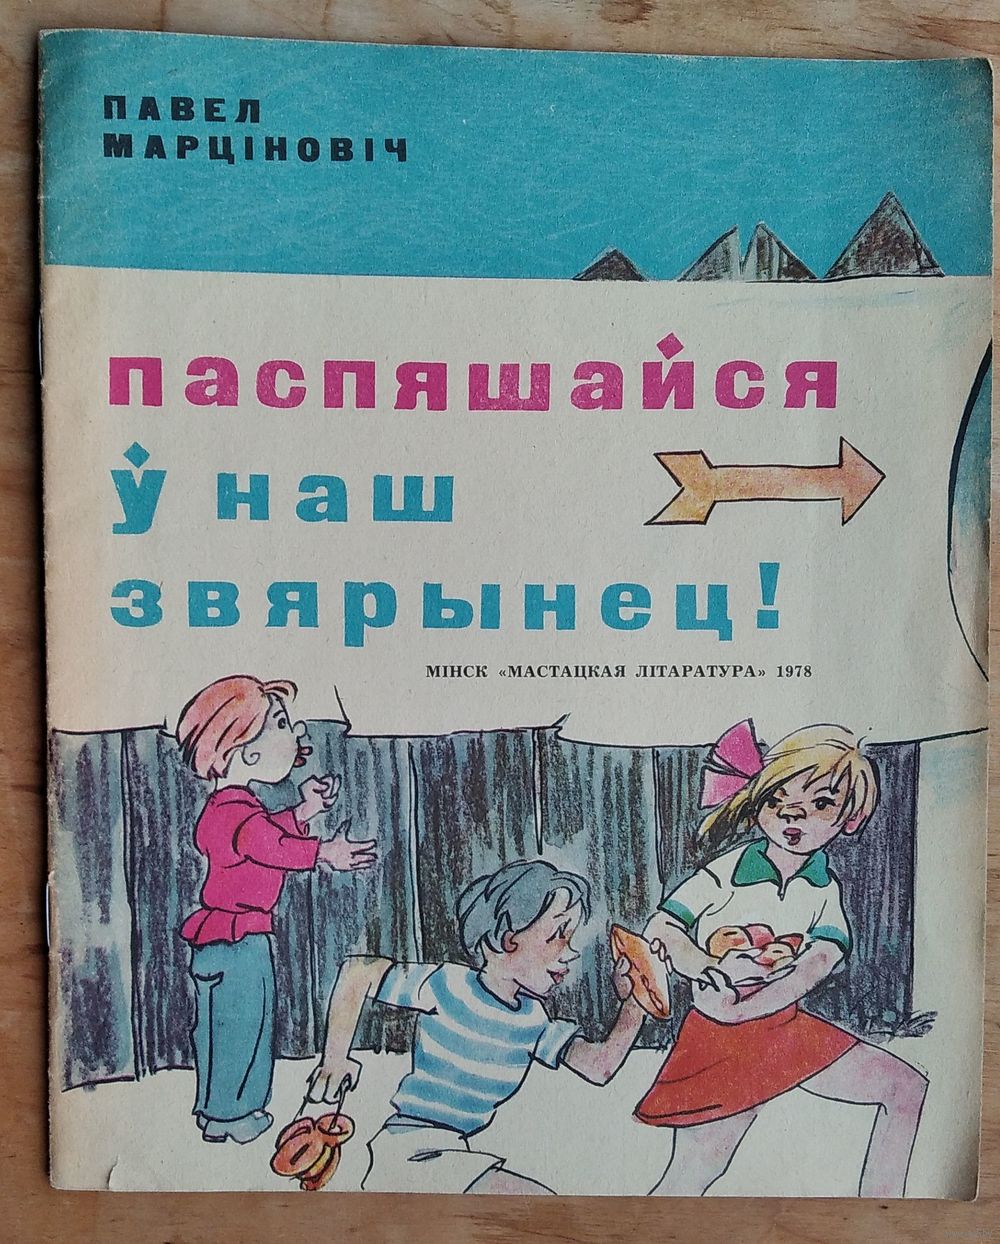 ПАВЕЛ
МАРЦІНОВІЧ
паспяшайся
ў наш
звярынец!
МІНСК «МАСТАЦКАЯ ЛІТАРАТУРА» 1978